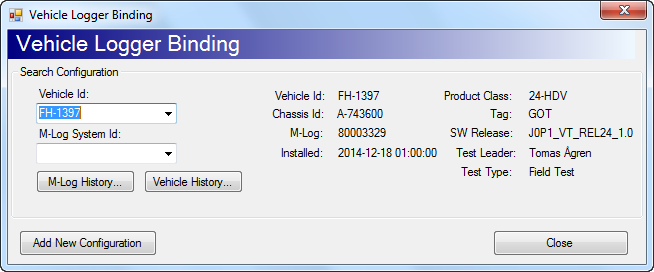 Vehicle Logger Binding
Vehicle Logger Binding
Search Configuration
Vehicle Id:
FH-1397
M-Log System Id:
M-Log History... Vehicle History...
Vehicle Id: FH-1397
Chassis Id: A-743600
M-Log: 80003329
Installed: 2014-12-18 01:00:00
Product Class: 24-HDV
Tag: GOT
SW Release: J0P1_VT_REL24_1.0
Test Leader: Tomas Ågren
Test Type: Field Test
Add New Configuration Close